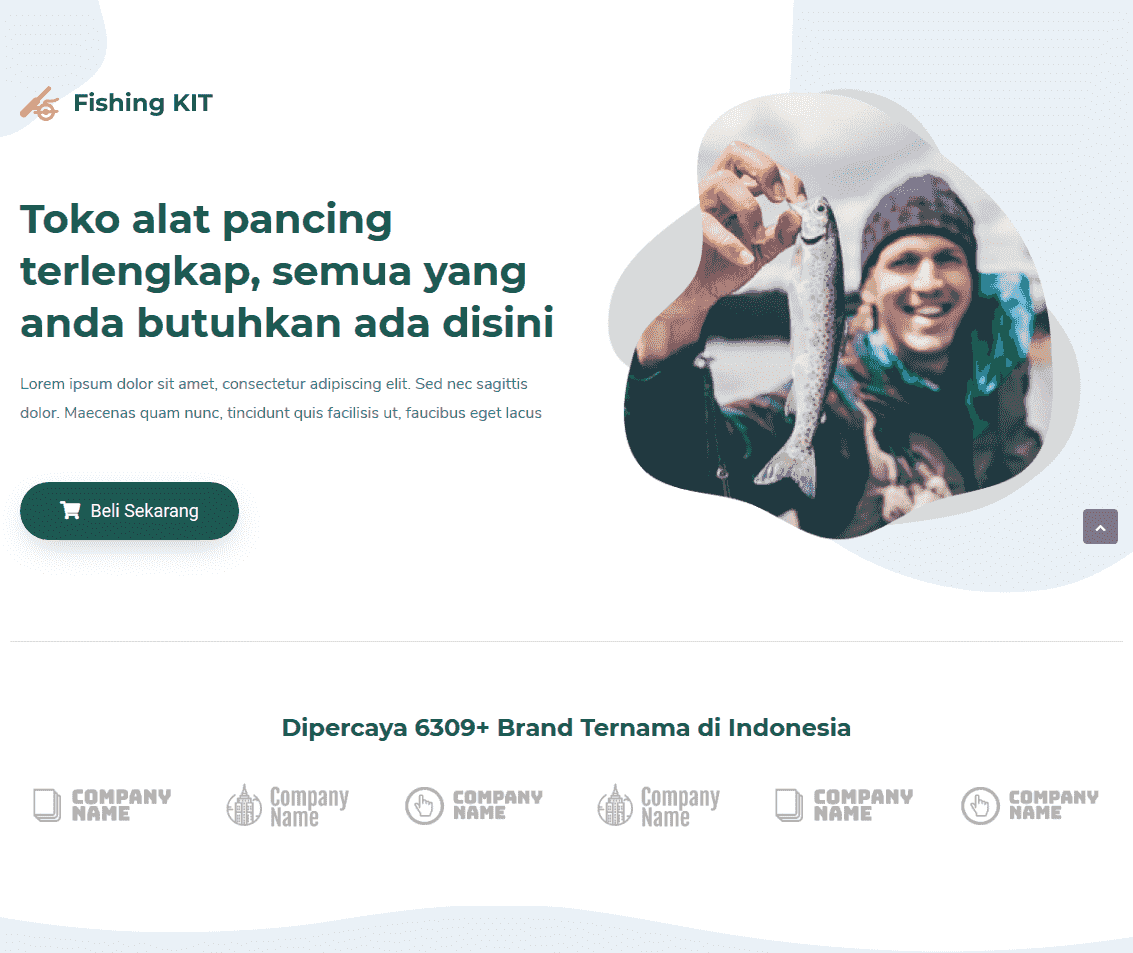 Fishing KIT
Toko alat pancing
terlengkap, semua yang
anda butuhkan ada disini
Lorem ipsum dolor sit amet, consectetur adipiscing elit. Sed nec sagittis
dolor. Maecenas quam nunc, tincidunt quis facilisis ut, faucibus eget lacus
Beli Sekarang
Dipercaya 6309+ Brand Ternama di Indonesia
COMPANY
NAME
Company
Name
COMPANY
NAME
Company
Name
COMPANY
NAME
COMPANY
NAME